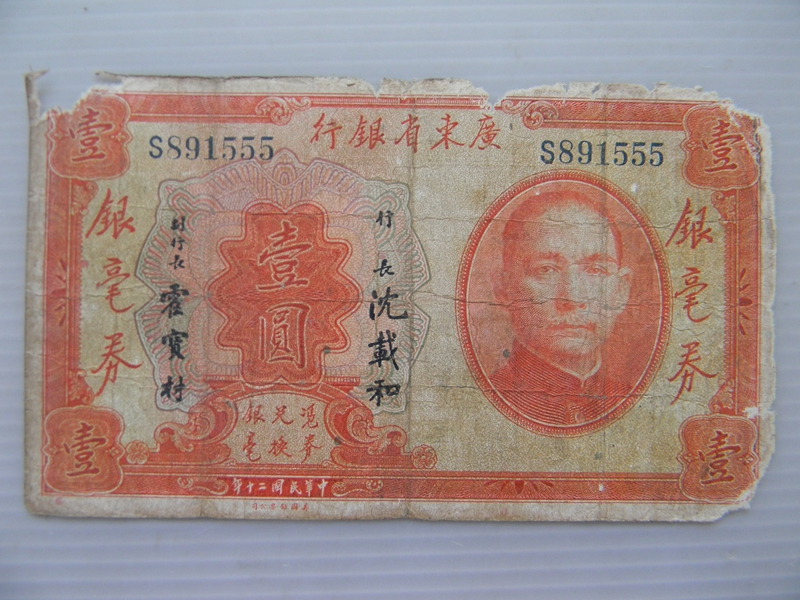 廣東省銀行
S891555
S891555
壹
壹
銀毫券
行長 沈載和
壹圓
副行長 霍寶材
銀毫券
憑券兌換銀毫
壹
壹
中華民國二十年